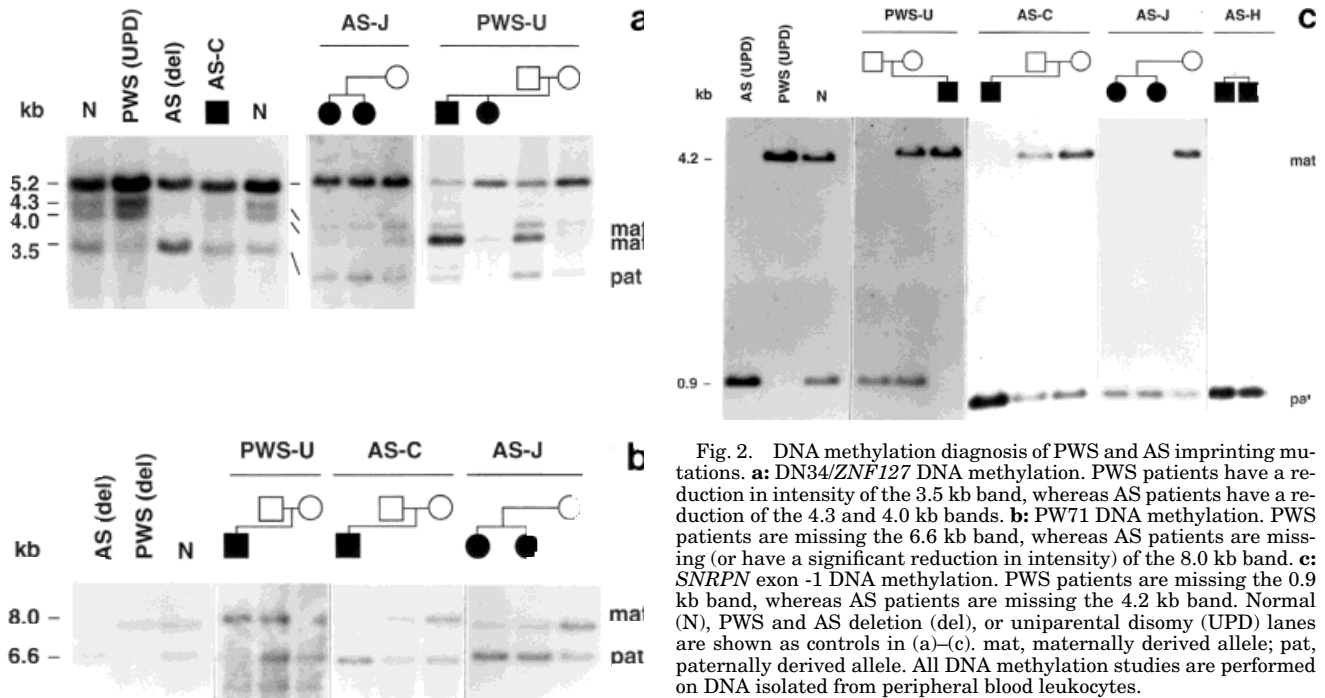 a
AS-J
PWS-U
PWS (UPD)
AS (del)
AS-C
kb
N
N
5.2
4.3
4.0
3.5
mat
mat
pat
b
PWS-U
AS-C
AS-J
AS (del)
PWS (del)
N
kb
8.0
6.6
mat
pat
c
PWS-U
AS-C
AS-J
AS-H
AS (UPD)
PWS (UPD)
N
kb
4.2
0.9
mat
Fig. 2. DNA methylation diagnosis of PWS and AS imprinting mu-
tations. a: DN34/ZNF127 DNA methylation. PWS patients have a re-
duction in intensity of the 3.5 kb band, whereas AS patients have a re-
duction of the 4.3 and 4.0 kb bands. b: PW71 DNA methylation. PWS
patients are missing the 6.6 kb band, whereas AS patients are miss-
ing (or have a significant reduction in intensity) of the 8.0 kb band. c:
SNRPN exon -1 DNA methylation. PWS patients are missing the 0.9
kb band, whereas AS patients are missing the 4.2 kb band. Normal
(N), PWS and AS deletion (del), or uniparental disomy (UPD) lanes
are shown as controls in (a)–(c). mat, maternally derived allele; pat,
paternally derived allele. All DNA methylation studies are performed
on DNA isolated from peripheral blood leukocytes.